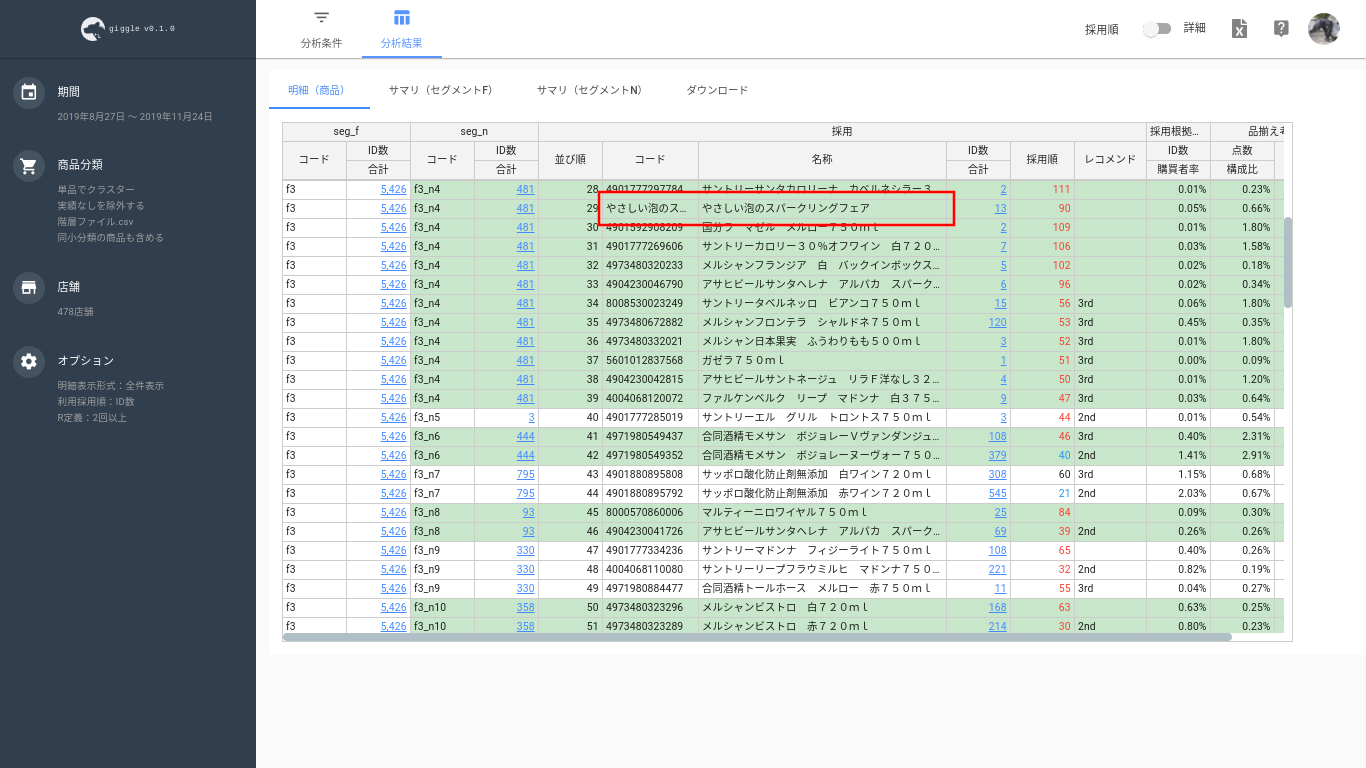 giggle v0.1.0
分析条件
分析結果
採用順
詳細
期間
2019年8月27日 〜 2019年11月24日
商品分類
単品でクラスター
実績なしを除外する
階層ファイル.csv
同小分類の商品も含める
店舗
478店舗
オプション
明細表示形式：全件表示
利用採用順：ID数
R定義：2回以上
明細（商品） サマリ（セグメントF） サマリ（セグメントN） ダウンロード
seg_f seg_n 採用 採用根拠... 品揃え
コード ID数 コード ID数 並び順 コード 名称 ID数 採用順 レコメンド ID数 点数
合計 合計 合計 購買者率 構成比
f3 5,426 f3_n4 481 28 4901777297784 サントリーサンタカロリーナ カベルネシラー３ 2 111 0.01% 0.23%
f3 5,426 f3_n4 481 29 やさしい泡のス... やさしい泡のスパークリングフェア 13 90 0.05% 0.66%
f3 5,426 f3_n4 481 30 4901592908209 国分ラ マゼル メルロー７５０ｍｌ 2 109 0.01% 1.80%
f3 5,426 f3_n4 481 31 4901777269606 サントリーカロリー３０％オフワイン 白７２０... 7 106 0.03% 1.58%
f3 5,426 f3_n4 481 32 4973480320233 メルシャンフランジア 白 バックインボックス... 5 102 0.02% 0.18%
f3 5,426 f3_n4 481 33 4904230046790 アサヒビールサンタヘレナ アルパカ スパーク... 6 96 0.02% 0.34%
f3 5,426 f3_n4 481 34 8008530023249 サントリータベルネッロ ビアンコ７５０ｍｌ 15 56 3rd 0.06% 1.80%
f3 5,426 f3_n4 481 35 4973480672882 メルシャンフロンテラ シャルドネ７５０ｍｌ 120 53 3rd 0.45% 0.35%
f3 5,426 f3_n4 481 36 4973480332021 メルシャン日本果実 ふうわりもも５００ｍｌ 3 52 3rd 0.01% 1.80%
f3 5,426 f3_n4 481 37 5601012837568 ガゼラ７５０ｍｌ 1 51 3rd 0.00% 0.09%
f3 5,426 f3_n4 481 38 4904230042815 アサヒビールサントネージュ リラＦ洋なし３２... 4 50 3rd 0.01% 1.20%
f3 5,426 f3_n4 481 39 4004068120072 ファルケンベルク リープ マドンナ 白３７５... 9 47 3rd 0.03% 0.64%
f3 5,426 f3_n5 3 40 4901777285019 サントリーエル グリル トロントス７５０ｍｌ 3 44 2nd 0.01% 0.54%
f3 5,426 f3_n6 444 41 4971980549437 合同酒精モメサン ボジョレーＶヴァンダンジュ... 108 46 3rd 0.40% 2.31%
f3 5,426 f3_n6 444 42 4971980549352 合同酒精モメサン ボジョレーヌーヴォー７５０... 379 40 2nd 1.41% 2.91%
f3 5,426 f3_n7 795 43 4901880895808 サッポロ酸化防止剤無添加 白ワイン７２０ｍｌ 308 60 3rd 1.15% 0.68%
f3 5,426 f3_n7 795 44 4901880895792 サッポロ酸化防止剤無添加 赤ワイン７２０ｍｌ 545 21 2nd 2.03% 0.67%
f3 5,426 f3_n8 93 45 8000570860006 マルティーニロワイヤル７５０ｍｌ 25 84 0.09% 0.30%
f3 5,426 f3_n8 93 46 4904230041726 アサヒビールサンタヘレナ アルパカ スパーク... 69 39 2nd 0.26% 0.26%
f3 5,426 f3_n9 330 47 4901777334236 サントリーマドンナ フィジーライト７５０ｍｌ 108 65 0.40% 0.26%
f3 5,426 f3_n9 330 48 4004068110080 サントリーリープフラウミルヒ マドンナ７５０... 221 32 2nd 0.82% 0.19%
f3 5,426 f3_n9 330 49 4971980884477 合同酒精トールホース メルロー 赤７５０ｍｌ 11 55 3rd 0.04% 0.27%
f3 5,426 f3_n10 358 50 4973480323296 メルシャンビストロ 白７２０ｍｌ 168 63 0.63% 0.25%
f3 5,426 f3_n10 358 51 4973480323289 メルシャンビストロ 赤７２０ｍｌ 214 30 2nd 0.80% 0.23%